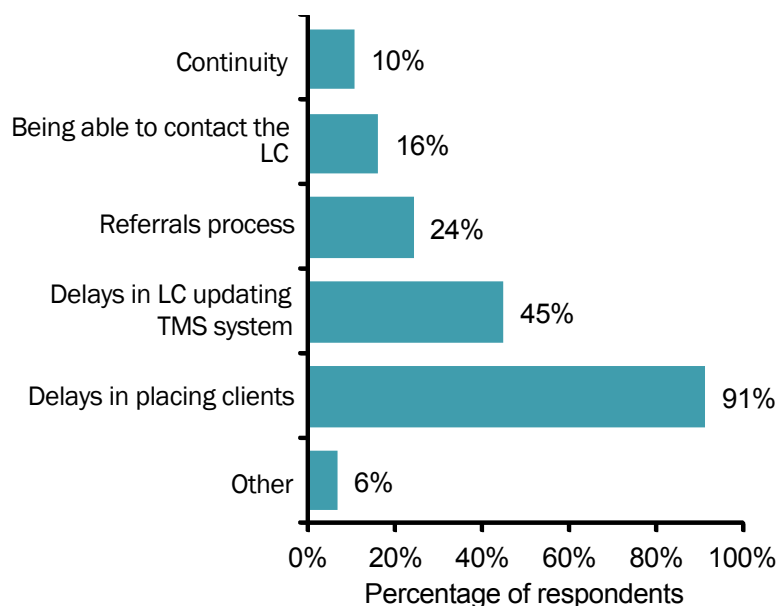 Continuity
10%
Being able to contact the
LC
16%
Referrals process
24%
Delays in LC updating
TMS system
45%
Delays in placing clients
91%
Other
6%
0% 20% 40% 60% 80% 100%
Percentage of respondents